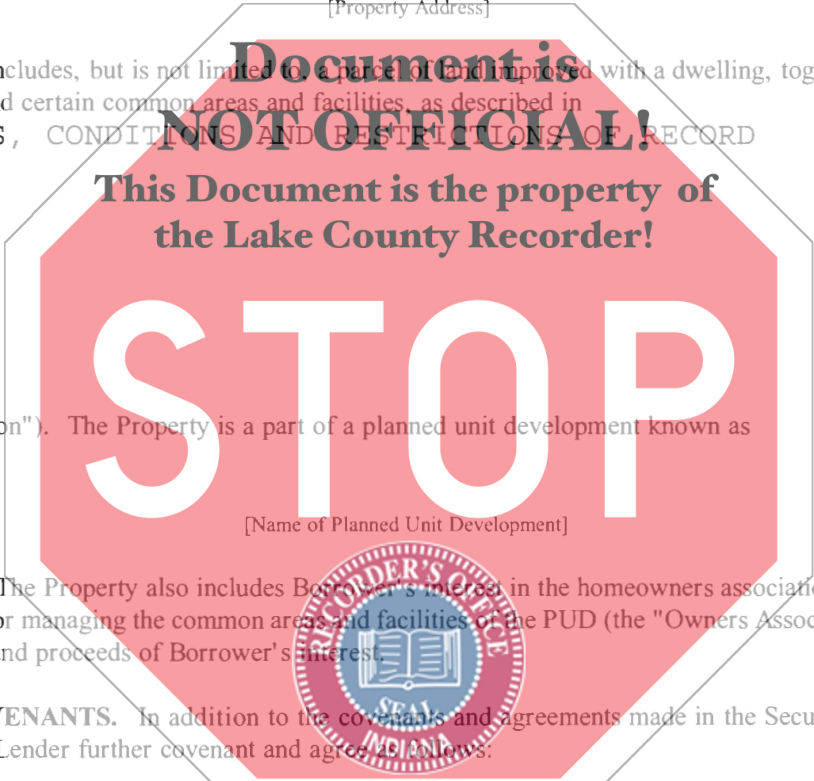 [Property Address]
ncludes, but is not limited to, a parcel of land improved with a dwelling, tog
d certain common areas and facilities, as described in
S, CONDITIONS AND RESTRICTIONS OF RECORD
Document is
NOT OFFICIAL!
This Document is the property of
the Lake County Recorder!
STOP
on"). The Property is a part of a planned unit development known as
[Name of Planned Unit Development]
The Property also includes Borrower's interest in the homeowners associati
or managing the common areas and facilities of the PUD (the "Owners Assoc
nd proceeds of Borrower's interest.
RECORDER'S OFFICE
SEAL
INDIANA
VENANTS. In addition to the covenants and agreements made in the Secu
Lender further covenant and agree as follows: